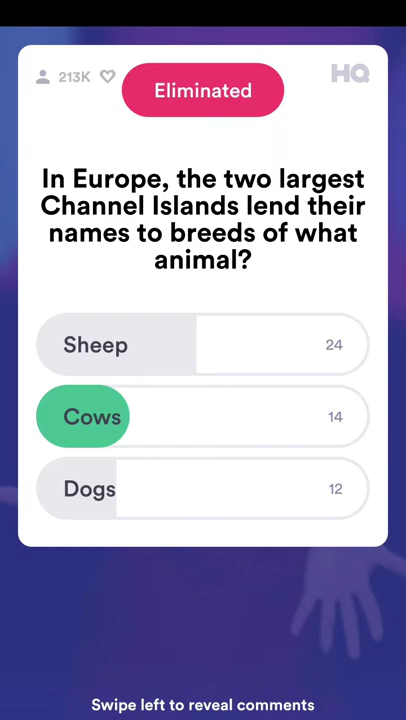 213K
Eliminated
HQ
In Europe, the two largest
Channel Islands lend their
names to breeds of what
animal?
Sheep 24
Cows 14
Dogs 12
Swipe left to reveal comments